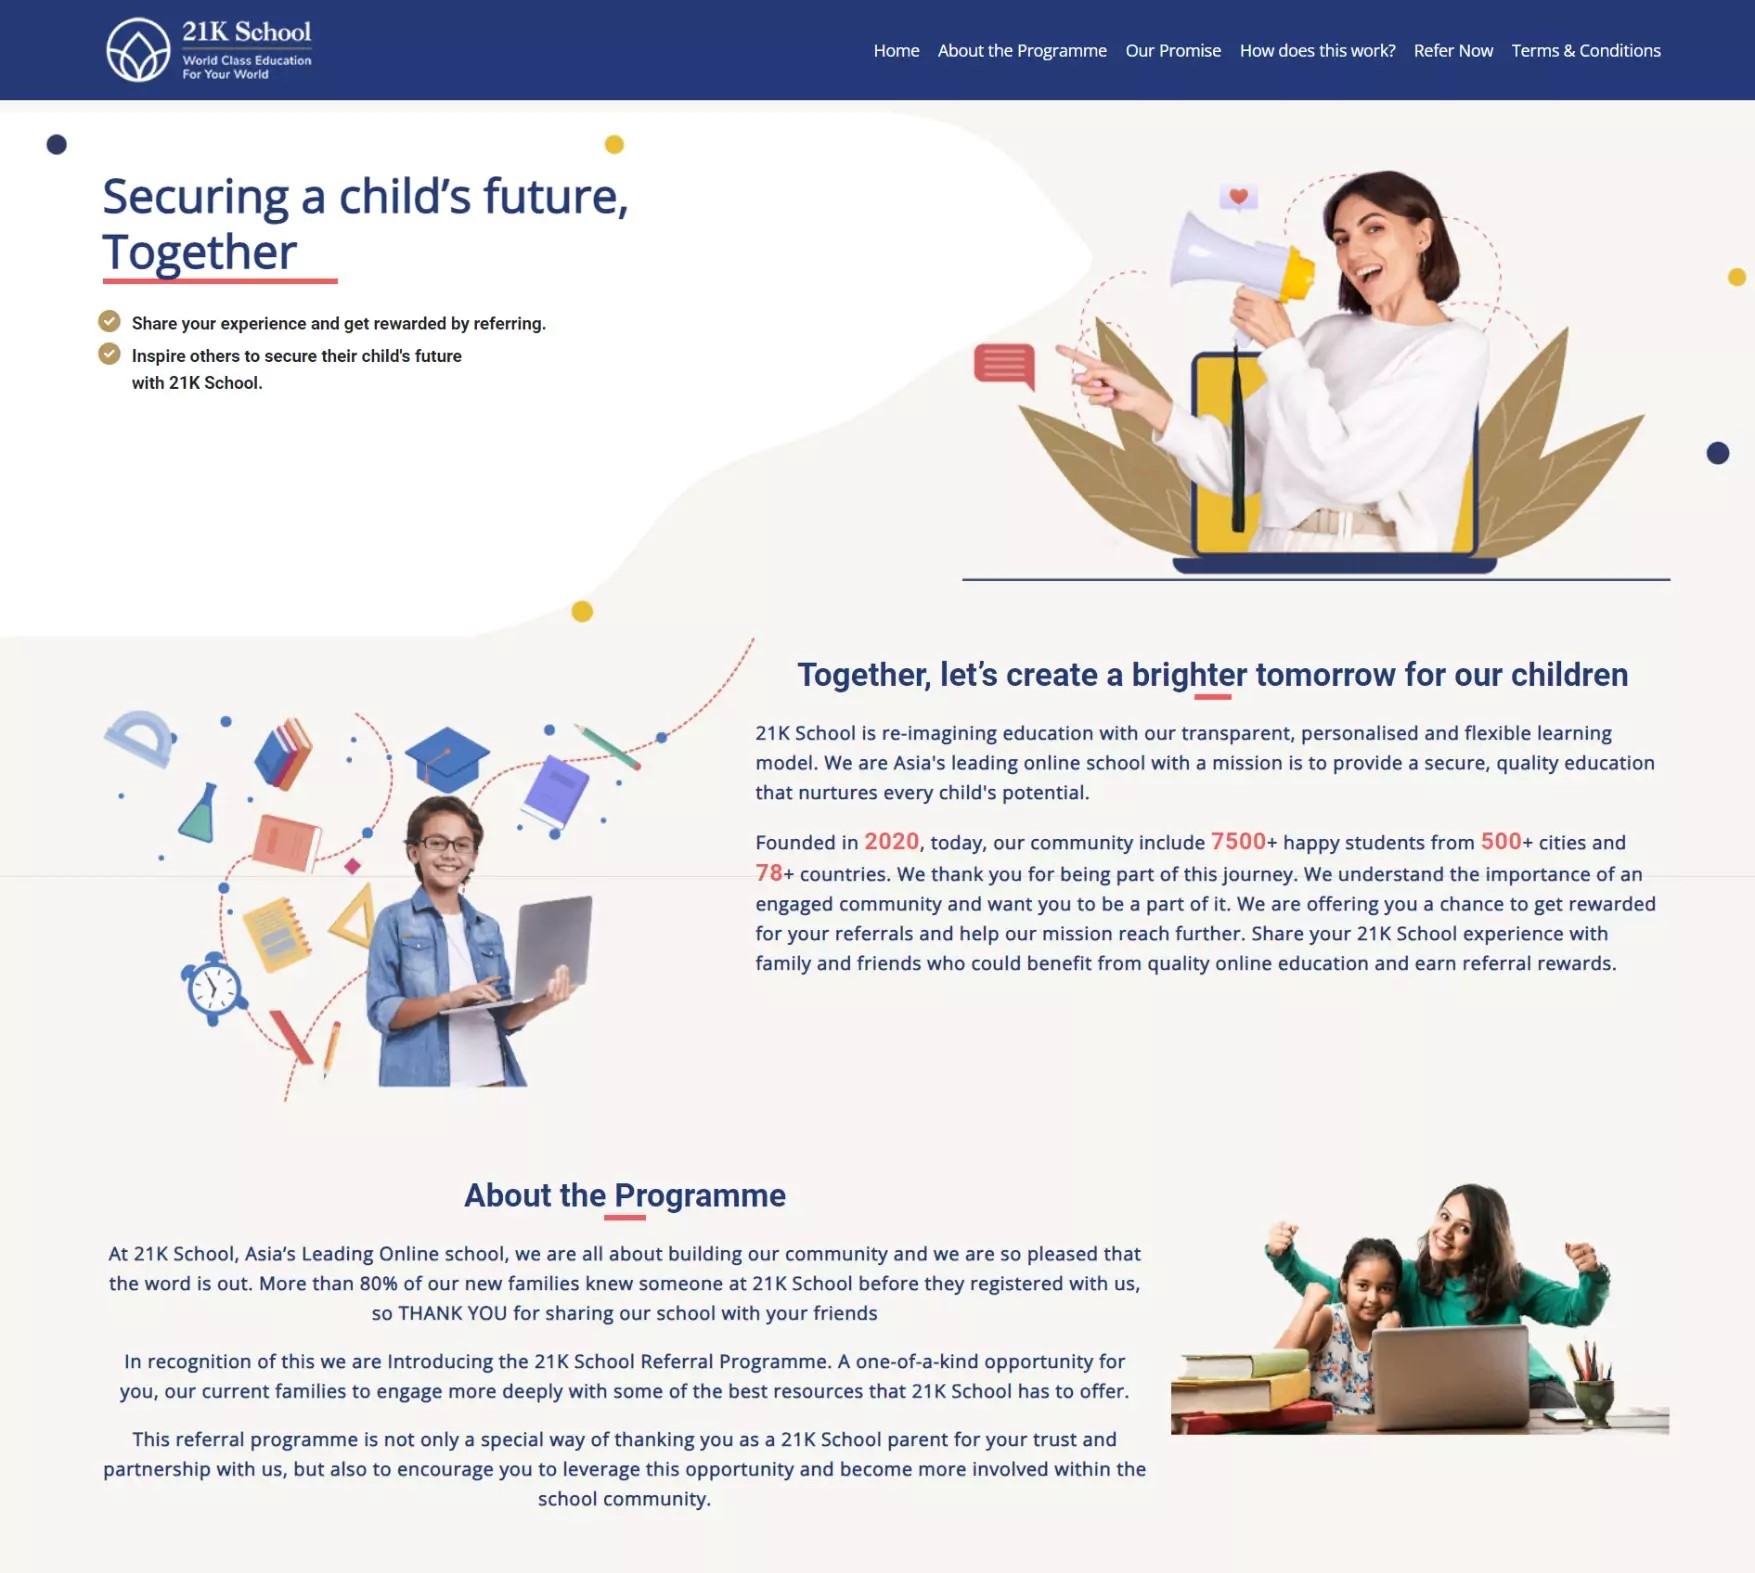 21K School
World Class Education
For Your World
Home About the Programme Our Promise How does this work? Refer Now Terms & Conditions
Securing a child’s future,
Together
Share your experience and get rewarded by referring.
Inspire others to secure their child's future
with 21K School.
Together, let’s create a brighter tomorrow for our children
21K School is re-imagining education with our transparent, personalised and flexible learning
model. We are Asia's leading online school with a mission is to provide a secure, quality education
that nurtures every child's potential.
Founded in 2020, today, our community include 7500+ happy students from 500+ cities and
78+ countries. We thank you for being part of this journey. We understand the importance of an
engaged community and want you to be a part of it. We are offering you a chance to get rewarded
for your referrals and help our mission reach further. Share your 21K School experience with
family and friends who could benefit from quality online education and earn referral rewards.
About the Programme
At 21K School, Asia’s Leading Online school, we are all about building our community and we are so pleased that
the word is out. More than 80% of our new families knew someone at 21K School before they registered with us,
so THANK YOU for sharing our school with your friends
In recognition of this we are Introducing the 21K School Referral Programme. A one-of-a-kind opportunity for
you, our current families to engage more deeply with some of the best resources that 21K School has to offer.
This referral programme is not only a special way of thanking you as a 21K School parent for your trust and
partnership with us, but also to encourage you to leverage this opportunity and become more involved within the
school community.